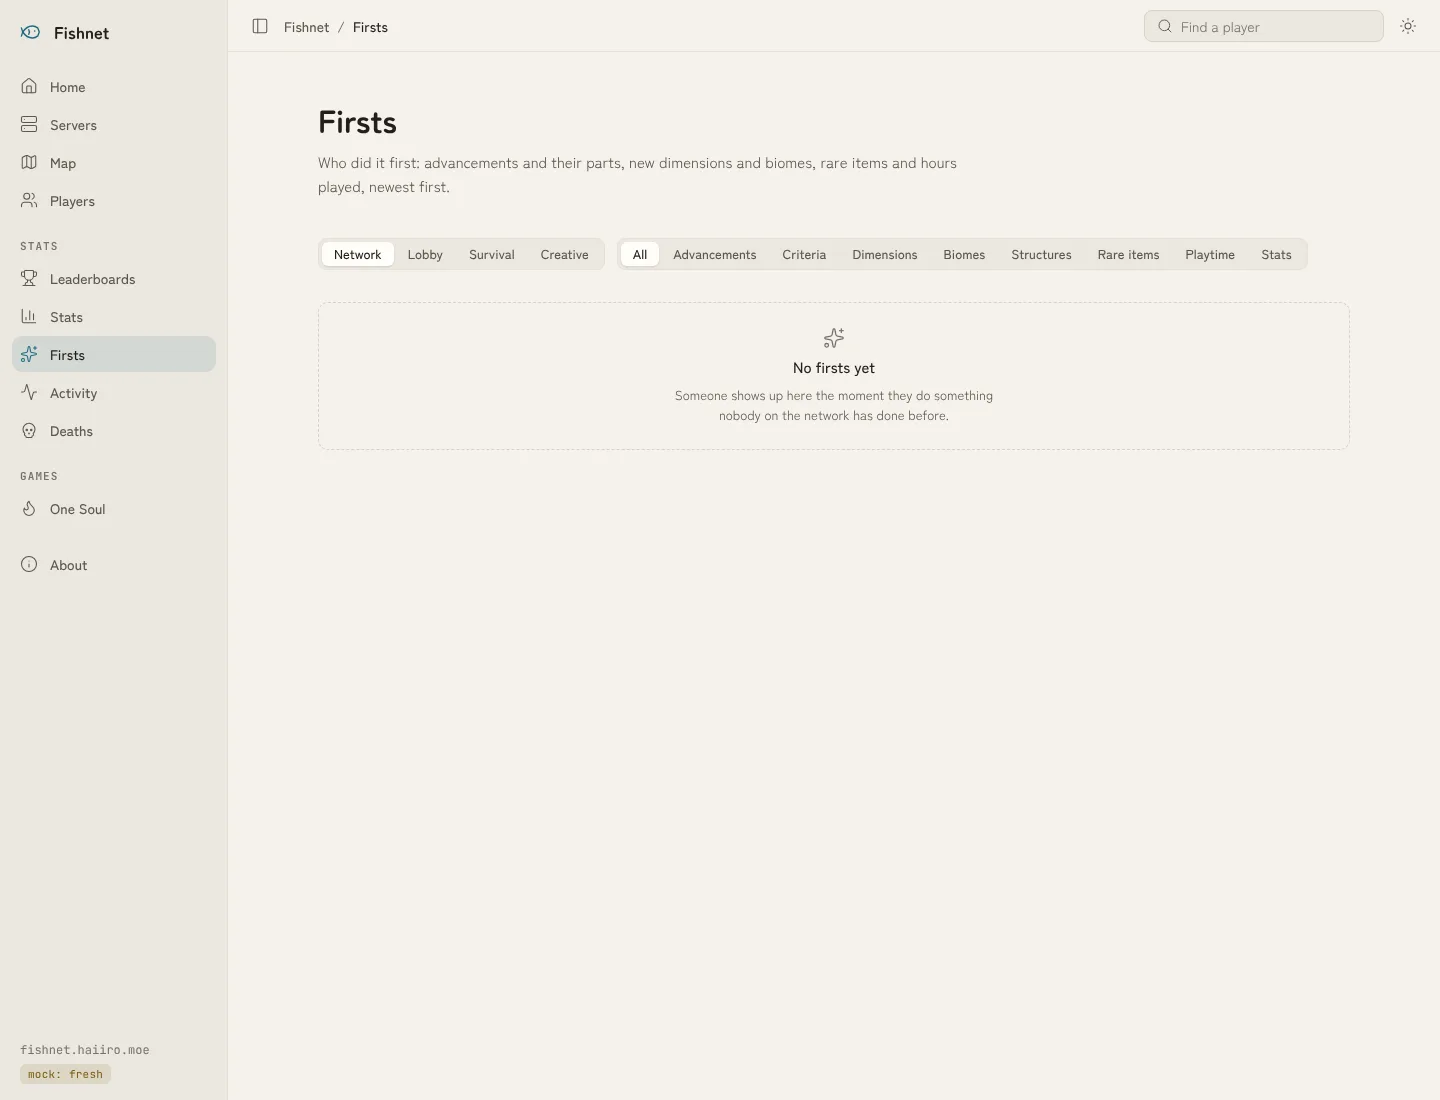 Fishnet
Home
Servers
Map
Players
STATS
Leaderboards
Stats
Firsts
Activity
Deaths
GAMES
One Soul
About
fishnet.haiiro.moe
mock: fresh
Fishnet / Firsts
Find a player
Firsts
Who did it first: advancements and their parts, new dimensions and biomes, rare items and hours
played, newest first.
Network Lobby Survival Creative
All Advancements Criteria Dimensions Biomes Structures Rare items Playtime Stats
No firsts yet
Someone shows up here the moment they do something
nobody on the network has done before.